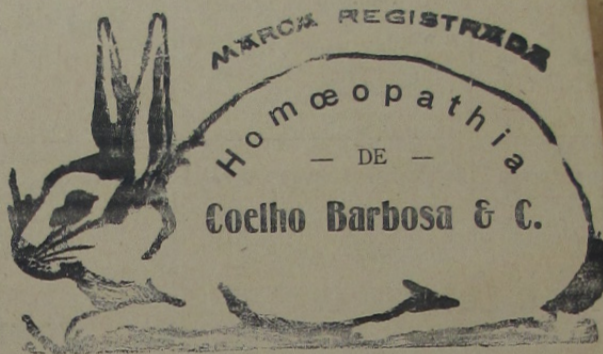 MARCA REGISTRADA
Homœopathia
— DE —
Coelho Barbosa & C.